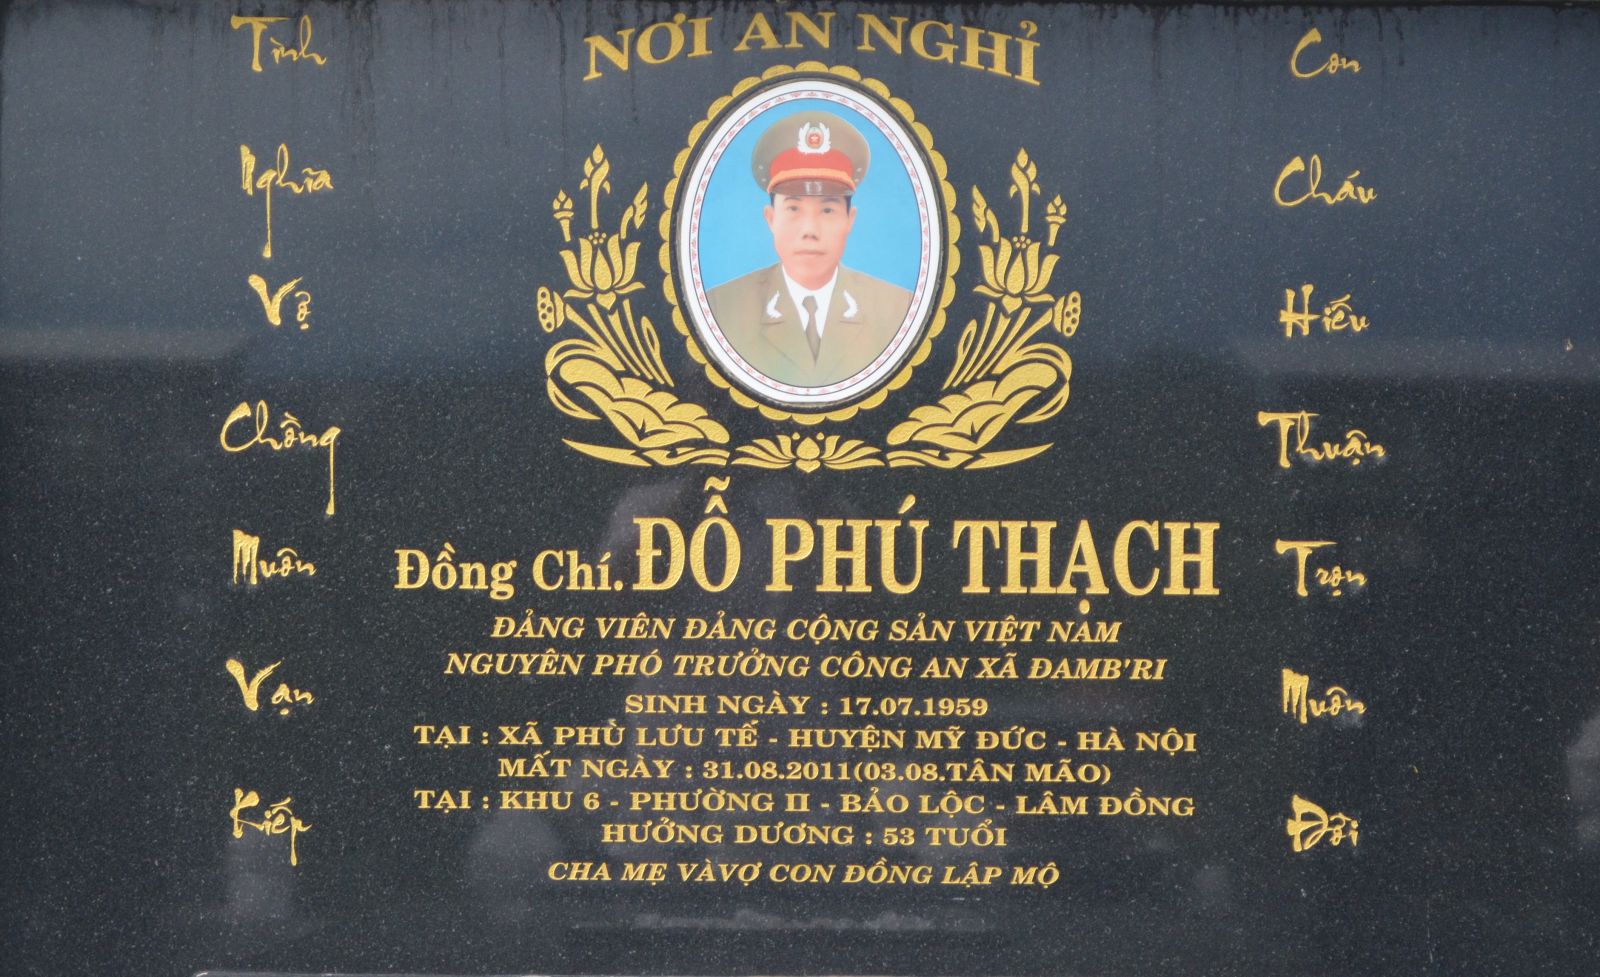 NƠI AN NGHỈ
Tình
Nghĩa
Vợ
Chồng
Muôn
Vạn
Kiếp
Con
Cháu
Hiếu
Thuận
Trọn
Muôn
Đời
Đồng Chí. ĐỖ PHÚ THẠCH
ĐẢNG VIÊN ĐẢNG CỘNG SẢN VIỆT NAM
NGUYÊN PHÓ TRƯỞNG CÔNG AN XÃ ĐAMB'RI
SINH NGÀY : 17.07.1959
TẠI : XÃ PHÙ LƯU TẾ - HUYỆN MỸ ĐỨC - HÀ NỘI
MẤT NGÀY : 31.08.2011(03.08.TÂN MÃO)
TẠI : KHU 6 - PHƯỜNG II - BẢO LỘC - LÂM ĐỒNG
HƯỞNG DƯƠNG : 53 TUỔI
CHA MẸ VÀVỢ CON ĐỒNG LẬP MỘ